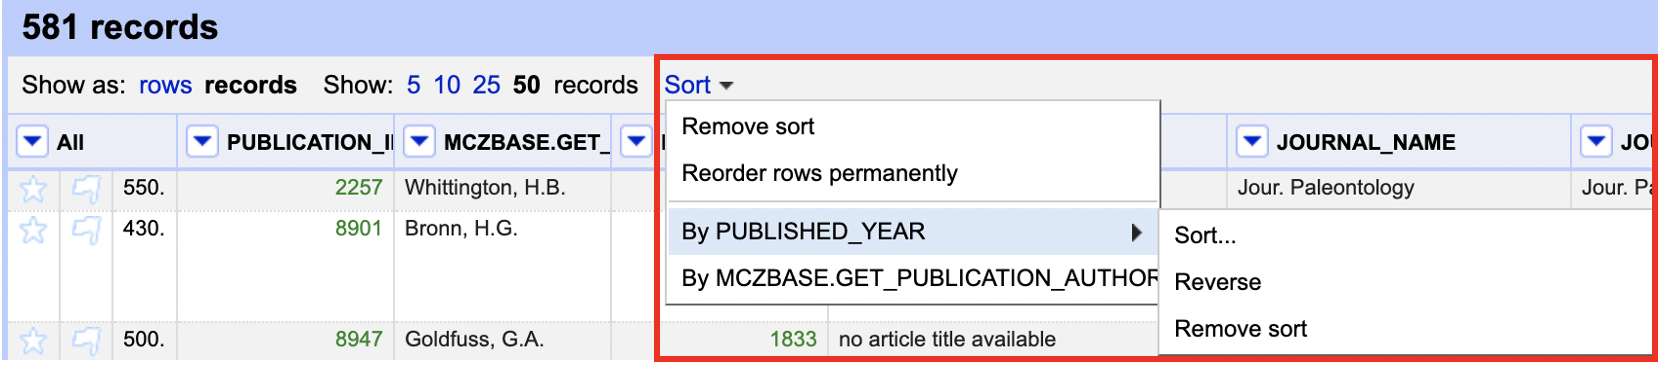 581 records
Show as: rows records Show: 5 10 25 50 records Sort
Remove sort
Reorder rows permanently
By PUBLISHED_YEAR
By MCZBASE.GET_PUBLICATION_AUTHOR
Sort...
Reverse
Remove sort
All PUBLICATION_I MCZBASE.GET_ JOURNAL_NAME JO
550. 2257 Whittington, H.B. Jour. Paleontology Jour. Pa
430. 8901 Bronn, H.G.
500. 8947 Goldfuss, G.A. 1833 no article title available